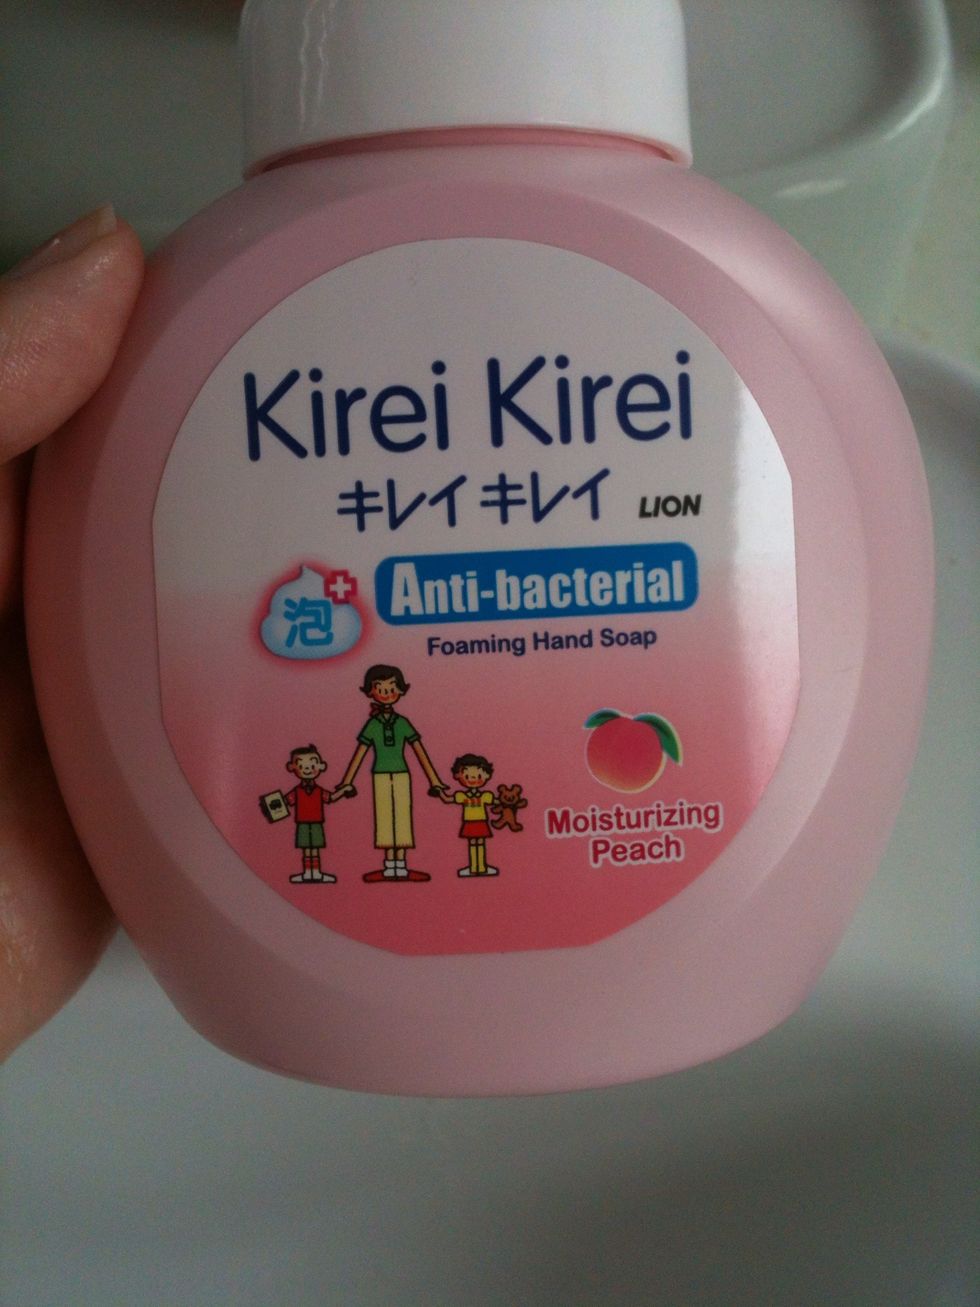 Kirei Kirei
キレイ キレイ LION
泡 Anti-bacterial
Foaming Hand Soap
Moisturizing
Peach